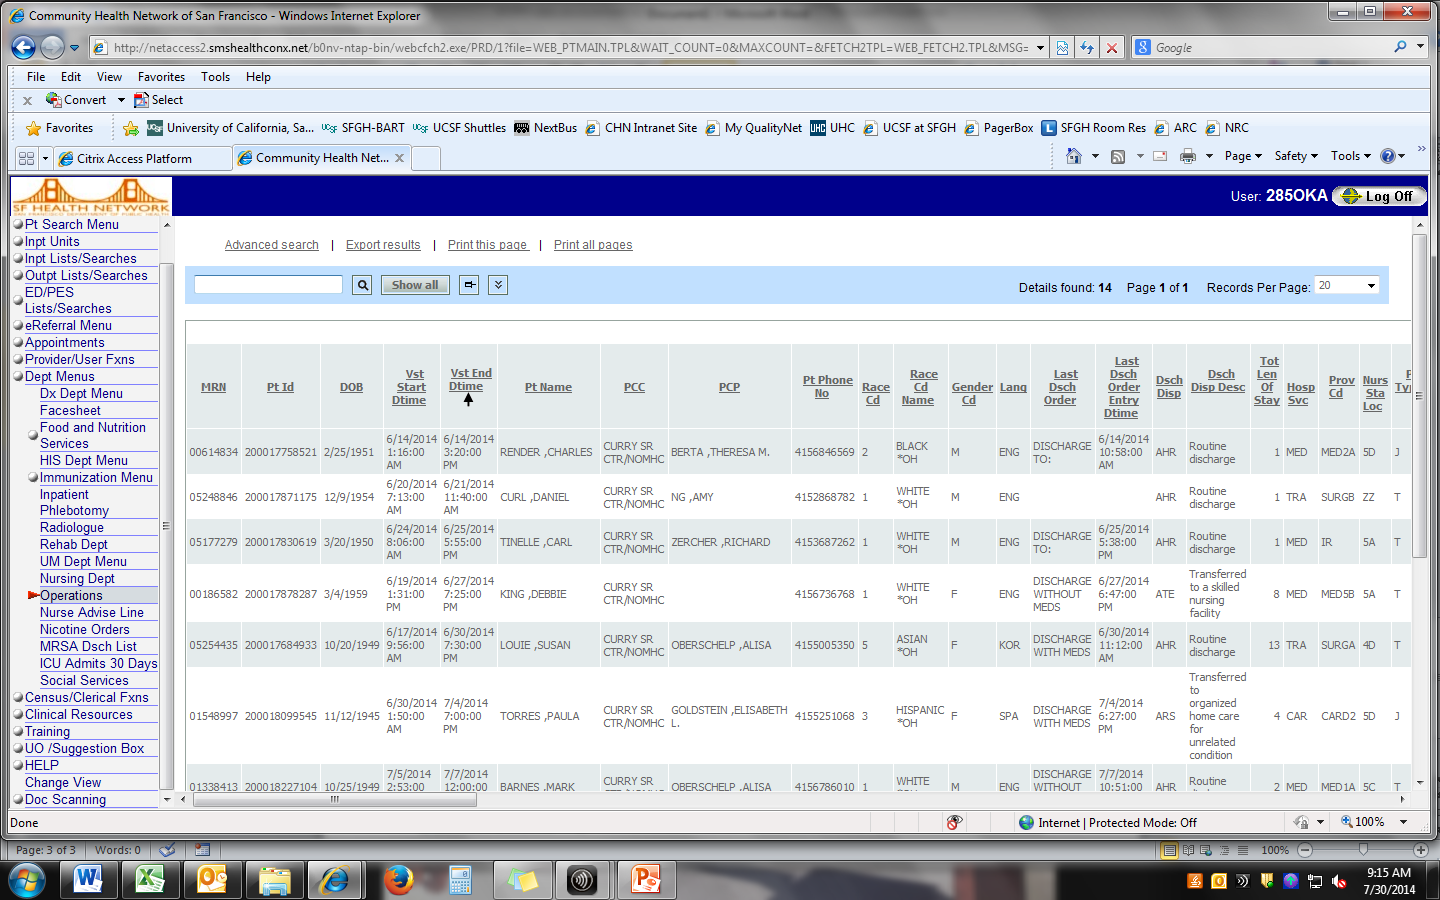 Community Health Network of San Francisco - Windows Internet Explorer
http://netaccess2.smshealthconx.net/b0nv-ntap-bin/webcfch2.exe/PRD/1?file=WEB_PTMAIN.TPL&WAIT_COUNT=0&MAXCOUNT=&FETCH2TPL=WEB_FETCH2.TPL&MSG=
Google
File Edit View Favorites Tools Help
x Convert Select
Favorites University of California, Sa... UCSF SFGH-BART UCSF UCSF Shuttles NextBus CHN Intranet Site My QualityNet UHC UHC UCSF at SFGH PagerBox L SFGH Room Res ARC NRC
Citrix Access Platform Community Health Net... Page Safety Tools
SF HEALTH NETWORK
User: 285OKA Log Off
Pt Search Menu
Inpt Units
Inpt Lists/Searches
Outpt Lists/Searches
ED/PES
Lists/Searches
eReferral Menu
Appointments
Provider/User Fxns
Dept Menus
Dx Dept Menu
Facesheet
Food and Nutrition
Services
HIS Dept Menu
Immunization Menu
Inpatient
Phlebotomy
Radiologue
Rehab Dept
UM Dept Menu
Nursing Dept
Operations
Nurse Advise Line
Nicotine Orders
MRSA Dsch List
ICU Admits 30 Days
Social Services
Census/Clerical Fxns
Clinical Resources
Training
UO /Suggestion Box
HELP
Change View
Doc Scanning
Advanced search | Export results | Print this page | Print all pages
Show all Details found: 14 Page 1 of 1 Records Per Page: 20
MRN Pt Id DOB Vst Start Dtime Vst End Dtime Pt Name PCC PCP Pt Phone No Race Cd Race Cd Name Gender Cd Lang Last Dsch Order Last Dsch Order Entry Dtime Dsch Disp Dsch Disp Desc Tot Len Of Stay Hosp Svc Prov Cd Nurs Sta Loc
00614834 200017758521 2/25/1951 6/14/2014 1:16:00 AM 6/14/2014 3:20:00 PM RENDER ,CHARLES CURRY SR CTR/NOMHC BERTA ,THERESA M. 4156846569 2 BLACK *OH M ENG DISCHARGE TO: 6/14/2014 10:58:00 AM AHR Routine discharge 1 MED MED2A 5D J
05248846 200017871175 12/9/1954 6/20/2014 7:13:00 AM 6/21/2014 11:40:00 AM CURL ,DANIEL CURRY SR CTR/NOMHC NG ,AMY 4152868782 1 WHITE *OH M ENG AHR Routine discharge 1 TRA SURGB ZZ T
05177279 200017830619 3/20/1950 6/24/2014 8:06:00 AM 6/25/2014 5:55:00 PM TINELLE ,CARL CURRY SR CTR/NOMHC ZERCHER ,RICHARD 4153687262 1 WHITE *OH M ENG DISCHARGE TO: 6/25/2014 5:38:00 PM AHR Routine discharge 1 MED IR 5A T
00186582 200017878287 3/4/1959 6/19/2014 1:31:00 PM 6/27/2014 7:25:00 PM KING ,DEBBIE CURRY SR CTR/NOMHC 4156736768 1 WHITE *OH F ENG DISCHARGE WITHOUT MEDS 6/27/2014 6:47:00 PM ATE Transferred to a skilled nursing facility 8 MED MED5B 5A T
05254435 200017684933 10/20/1949 6/17/2014 9:56:00 AM 6/30/2014 7:30:00 PM LOUIE ,SUSAN CURRY SR CTR/NOMHC OBERSCHELP ,ALISA 4155005350 5 ASIAN *OH F KOR DISCHARGE WITH MEDS 6/30/2014 11:12:00 AM AHR Routine discharge 13 TRA SURGA 4D T
01548997 200018099545 11/12/1945 6/30/2014 1:50:00 AM 7/4/2014 7:00:00 PM TORRES ,PAULA CURRY SR CTR/NOMHC GOLDSTEIN ,ELISABETH L. 4155251068 3 HISPANIC *OH F SPA DISCHARGE WITH MEDS 7/4/2014 6:27:00 PM ARS Transferred to organized home care for unrelated condition 4 CAR CARD2 5D J
01338413 200018227104 10/25/1949 7/5/2014 2:53:00 7/7/2014 12:00:00 BARNES ,MARK CURRY SR CTR/NOMHC OBERSCHELP ,ALISA 4156786010 1 WHITE M ENG DISCHARGE WITHOUT 7/7/2014 10:51:00 AHR Routine 2 MED MED1A 5C T
Done Internet | Protected Mode: Off 100%
Page: 3 of 3 Words: 0 100%
9:15 AM
7/30/2014